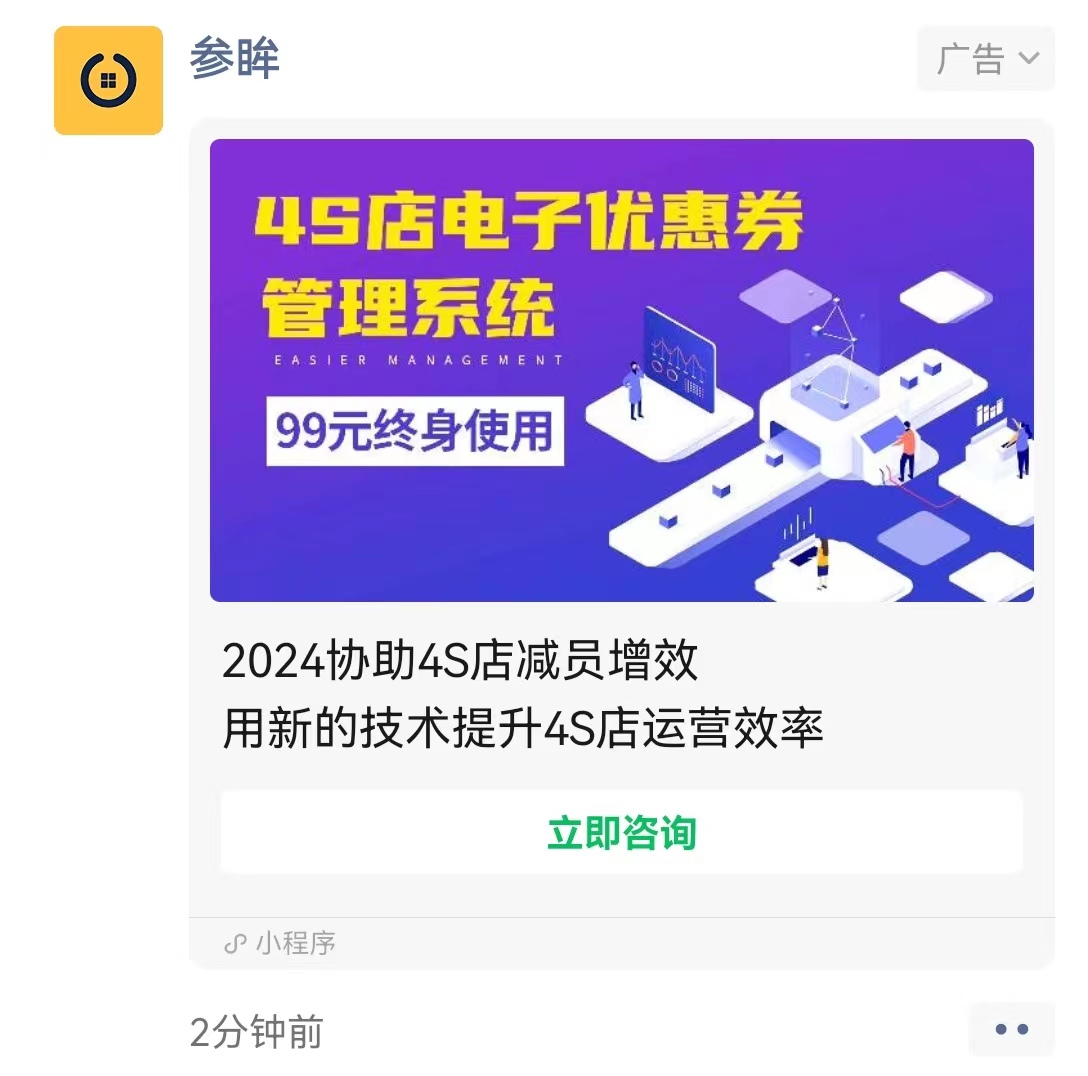 参眸
广告
4S店电子优惠券
管理系统
EASIER MANAGEMENT
99元终身使用
2024协助4S店减员增效
用新的技术提升4S店运营效率
立即咨询
小程序
2分钟前